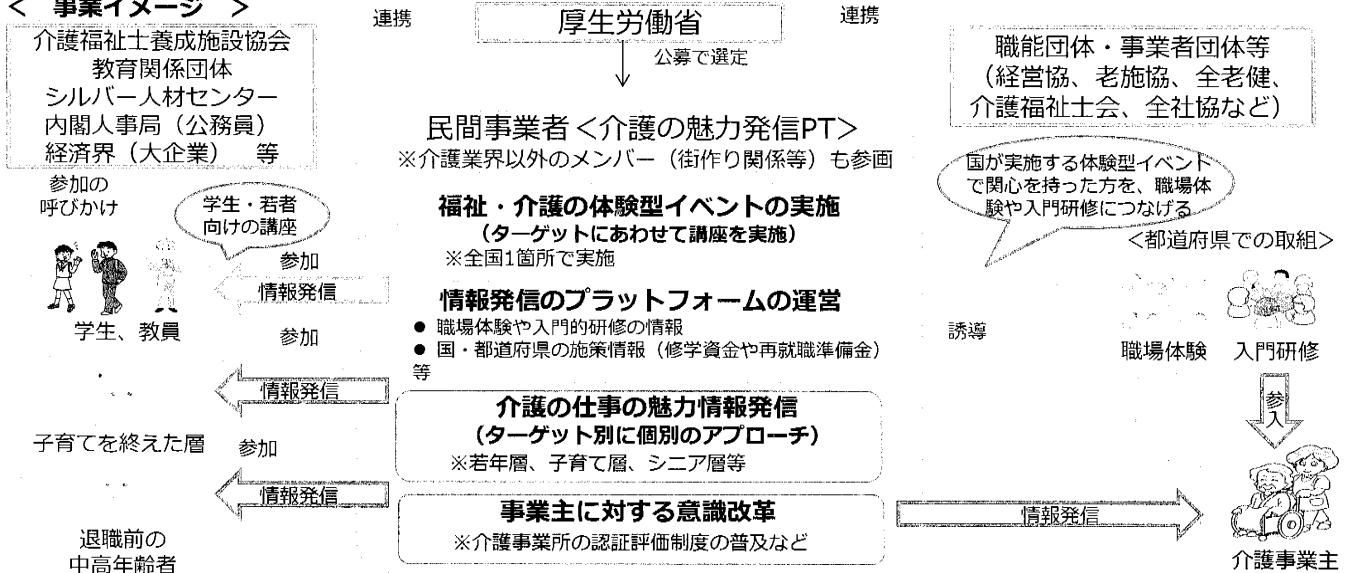 ＜　事業イメージ　＞
介護福祉士養成施設協会
教育関係団体
シルバー人材センター
内閣人事局（公務員）
経済界（大企業）　等
連携
厚生労働省
連携
公募で選定
職能団体・事業者団体等
（経営協、老施協、全老健、
介護福祉士会、全社協など）
民間事業者＜介護の魅力発信PT＞
※介護業界以外のメンバー（街作り関係等）も参画
参加の
呼びかけ
学生・若者
向けの講座
福祉・介護の体験型イベントの実施
（ターゲットにあわせて講座を実施）
※全国1箇所で実施
国が実施する体験型イベント
で関心を持った方を、職場体
験や入門研修につなげる
＜都道府県での取組＞
参加
情報発信
学生、教員
情報発信のプラットフォームの運営
● 職場体験や入門的研修の情報
● 国・都道府県の施策情報（修学資金や再就職準備金）
等
誘導
職場体験
入門研修
参加
情報発信
子育てを終えた層
介護の仕事の魅力情報発信
（ターゲット別に個別のアプローチ）
※若年層、子育て層、シニア層等
参入
参加
情報発信
退職前の
中高年齢者
事業主に対する意識改革
※介護事業所の認証評価制度の普及など
情報発信
介護事業主